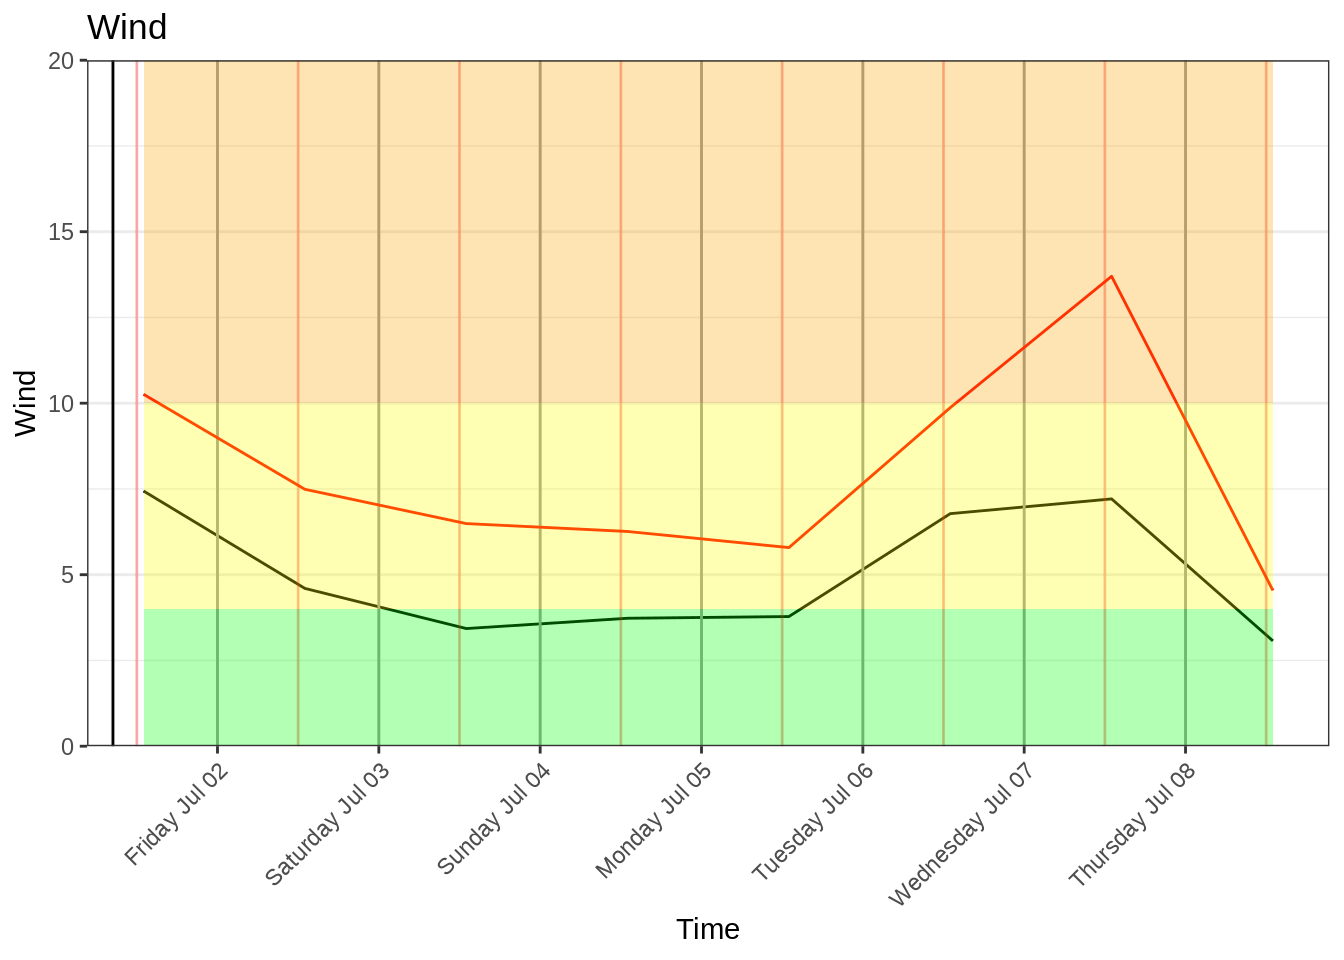 Wind
20
15
10
5
0
Wind
Friday Jul 02
Saturday Jul 03
Sunday Jul 04
Monday Jul 05
Tuesday Jul 06
Wednesday Jul 07
Thursday Jul 08
Time